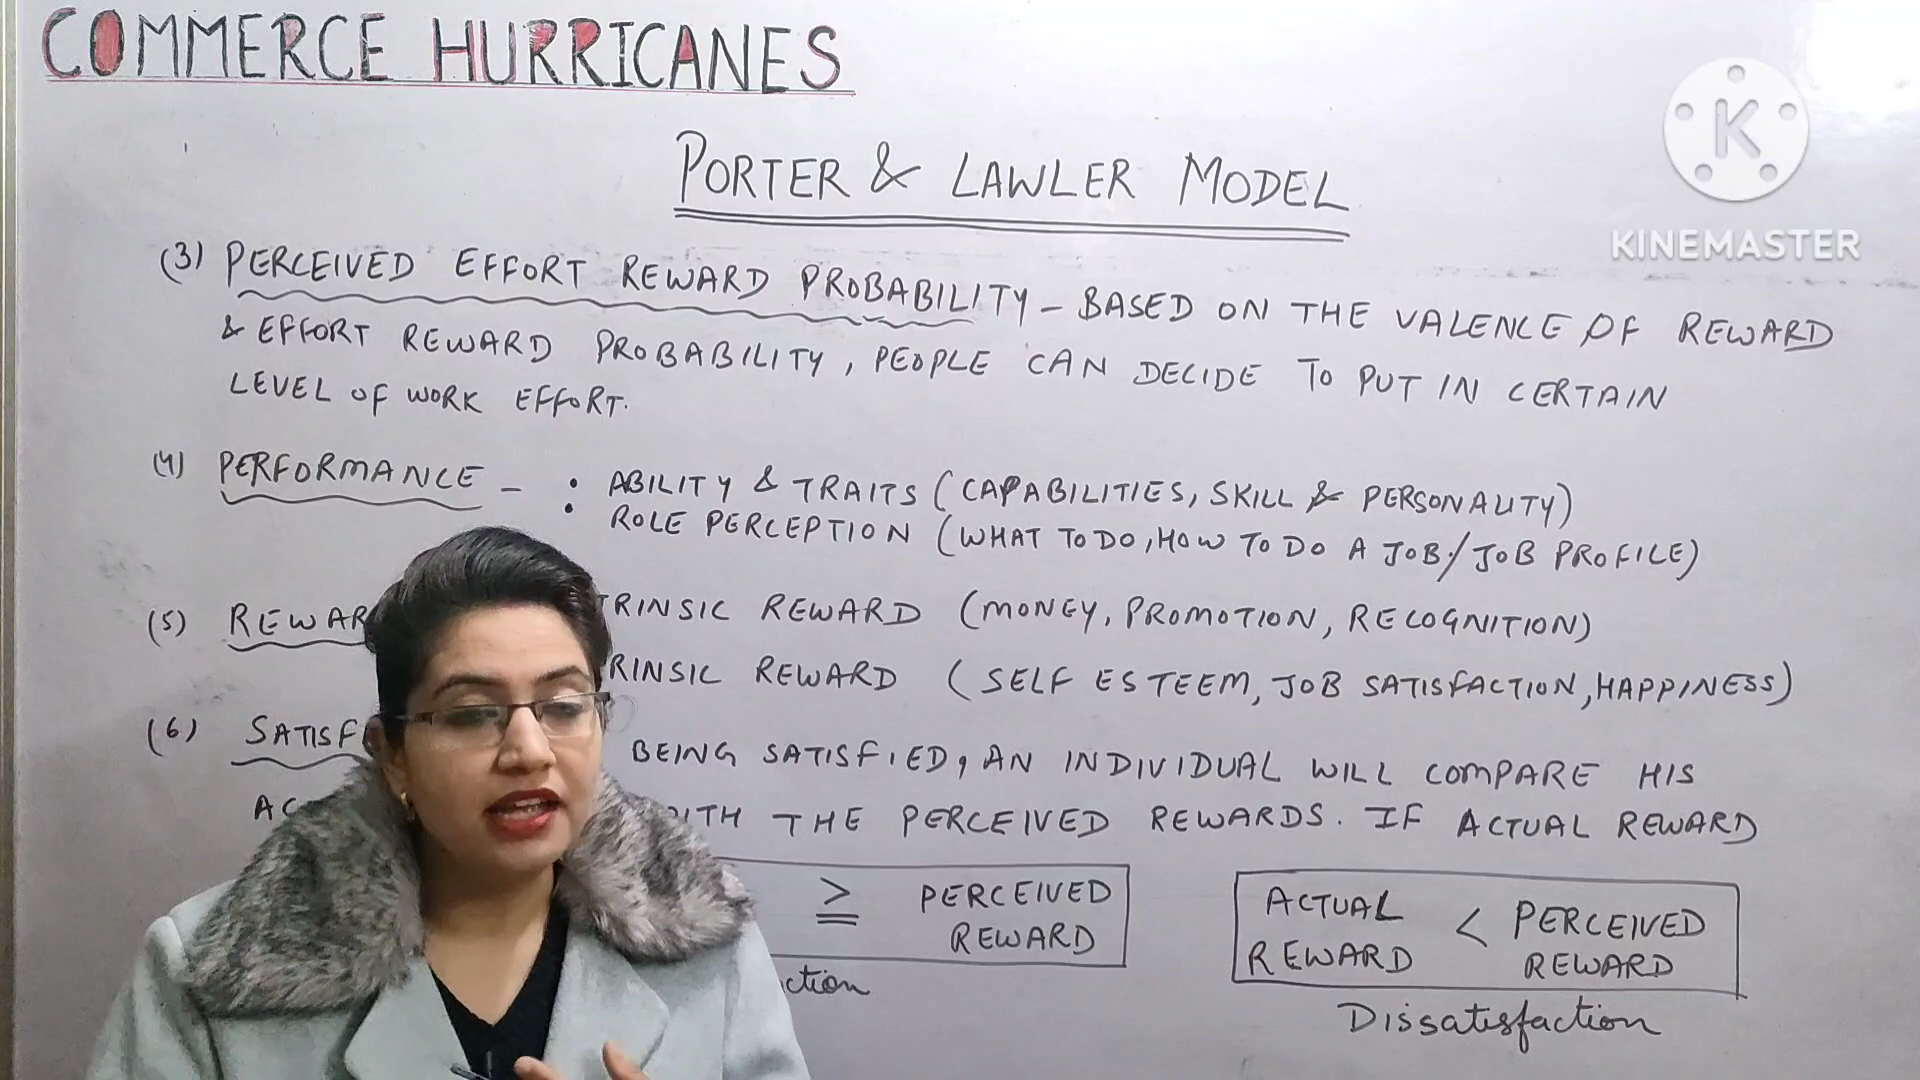 COMMERCE HURRICANES
K
KINEMASTER
PORTER & LAWLER MODEL
(3) PERCEIVED EFFORT REWARD PROBABILITY - BASED ON THE VALENCE OF REWARD
& EFFORT REWARD PROBABILITY, PEOPLE CAN DECIDE TO PUT IN CERTAIN
LEVEL OF WORK EFFORT.
(4) PERFORMANCE - : ABILITY & TRAITS (CAPABILITIES, SKILL & PERSONALITY)
ROLE PERCEPTION (WHAT TO DO, HOW TO DO A JOB./JOB PROFILE)
(5) REWAR TRINSIC REWARD (MONEY, PROMOTION, RECOGNITION)
RINSIC REWARD (SELF ESTEEM, JOB SATISFACTION, HAPPINESS)
(6) SATISF BEING SATISFIED, AN INDIVIDUAL WILL COMPARE HIS
AC ITH THE PERCEIVED REWARDS. IF ACTUAL REWARD
≥ PERCEIVED REWARD
ction
ACTUAL REWARD < PERCEIVED REWARD
Dissatisfaction